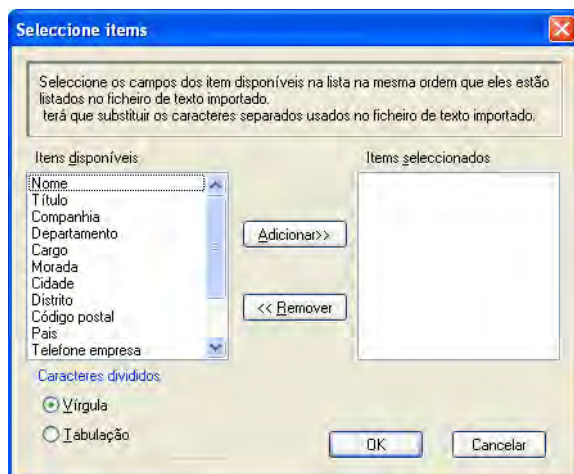 Seleccione items
Seleccione os campos dos item disponíveis na lista na mesma ordem que eles estão
listados no ficheiro de texto importado.
terá que substituir os caracteres separados usados no ficheiro de texto importado.
Itens disponíveis
Items seleccionados
Nome
Título
Companhia
Departamento
Cargo
Morada
Cidade
Distrito
Código postal
Pais
Telefone empresa
Adicionar>>
<< Remover
Caracteres divididos
Vírgula
Tabulação
OK
Cancelar